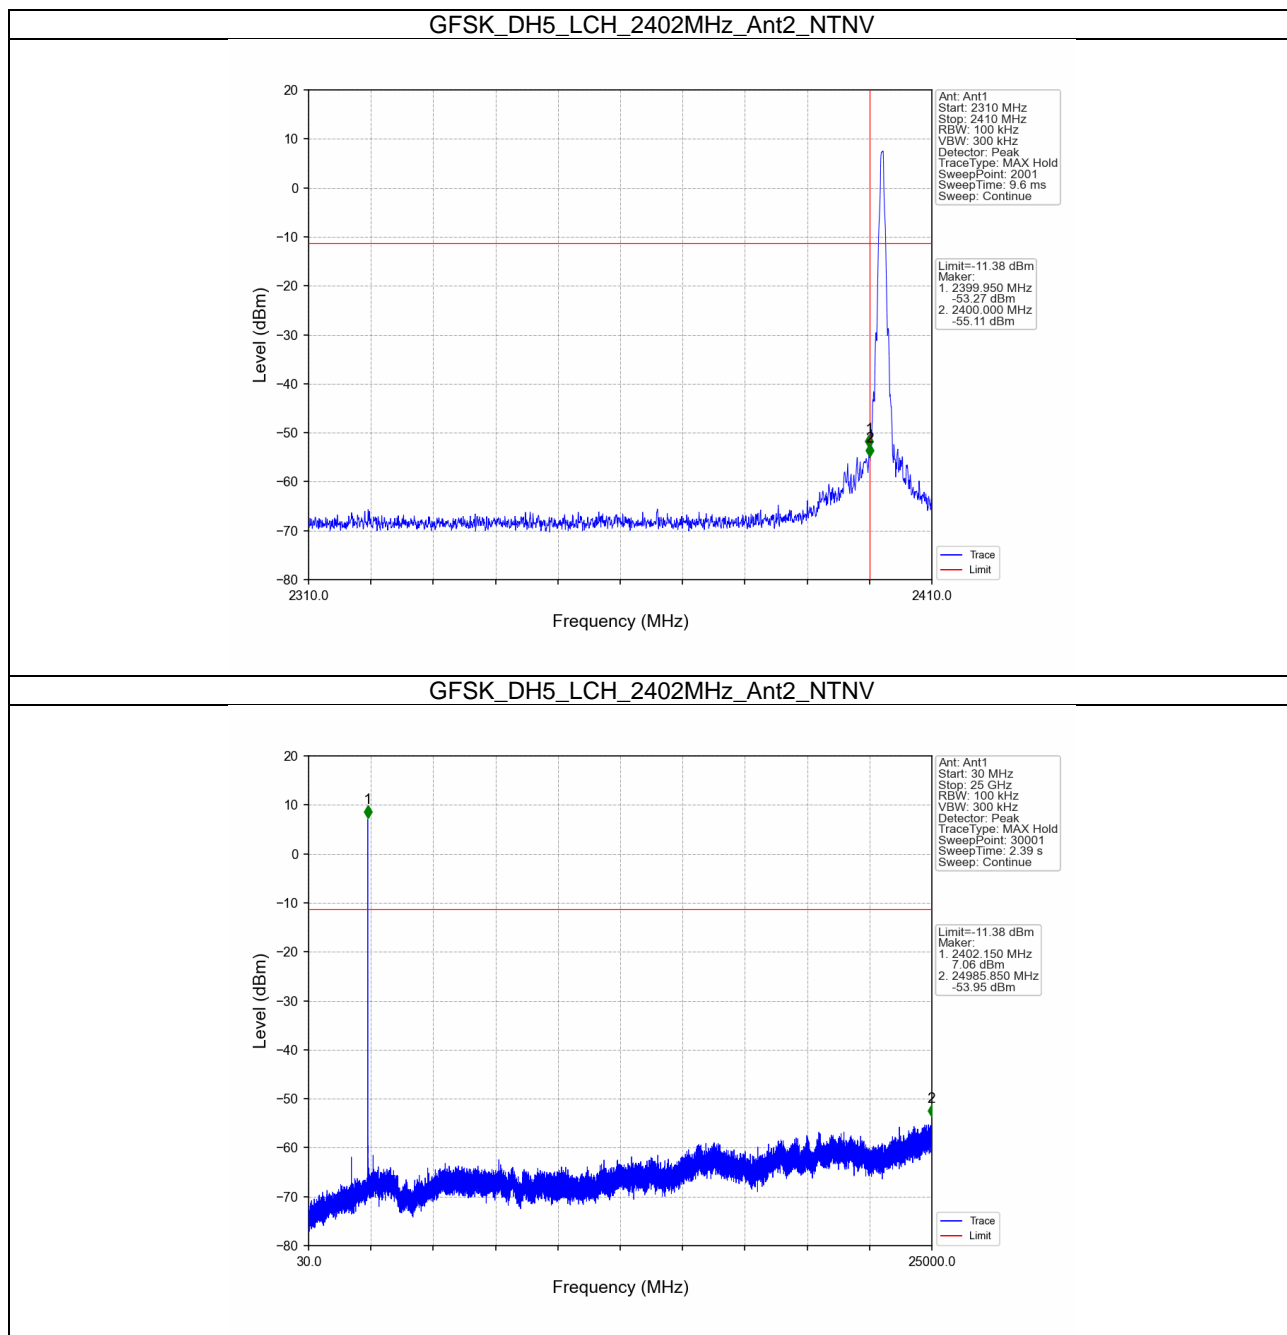 GFSK_DH5_LCH_2402MHz_Ant2_NTNV
20
10
0
−10
−20
−30
−40
−50
−60
−70
−80
Level (dBm)
2310.0
2410.0
Frequency (MHz)
1
2
Ant: Ant1
Start: 2310 MHz
Stop: 2410 MHz
RBW: 100 kHz
VBW: 300 kHz
Detector: Peak
TraceType: MAX Hold
SweepPoint: 2001
SweepTime: 9.6 ms
Sweep: Continue
Limit=-11.38 dBm
Maker:
1. 2399.950 MHz
-53.27 dBm
2. 2400.000 MHz
-55.11 dBm
Trace
Limit
GFSK_DH5_LCH_2402MHz_Ant2_NTNV
20
10
0
−10
−20
−30
−40
−50
−60
−70
−80
Level (dBm)
30.0
25000.0
Frequency (MHz)
1
2
Ant: Ant1
Start: 30 MHz
Stop: 25 GHz
RBW: 100 kHz
VBW: 300 kHz
Detector: Peak
TraceType: MAX Hold
SweepPoint: 30001
SweepTime: 2.39 s
Sweep: Continue
Limit=-11.38 dBm
Maker:
1. 2402.150 MHz
7.06 dBm
2. 24985.850 MHz
-53.95 dBm
Trace
Limit